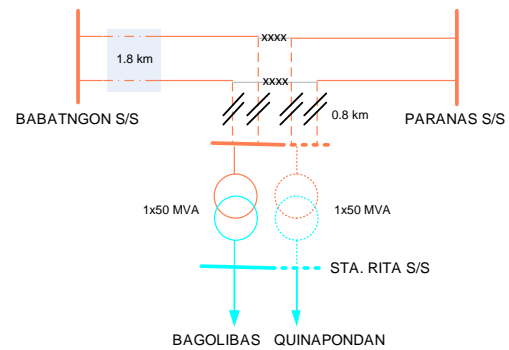 xxxx
1.8 km
xxxx
BABATNGON S/S
0.8 km
PARANAS S/S
1x50 MVA
1x50 MVA
STA. RITA S/S
BAGOLIBAS
QUINAPONDAN